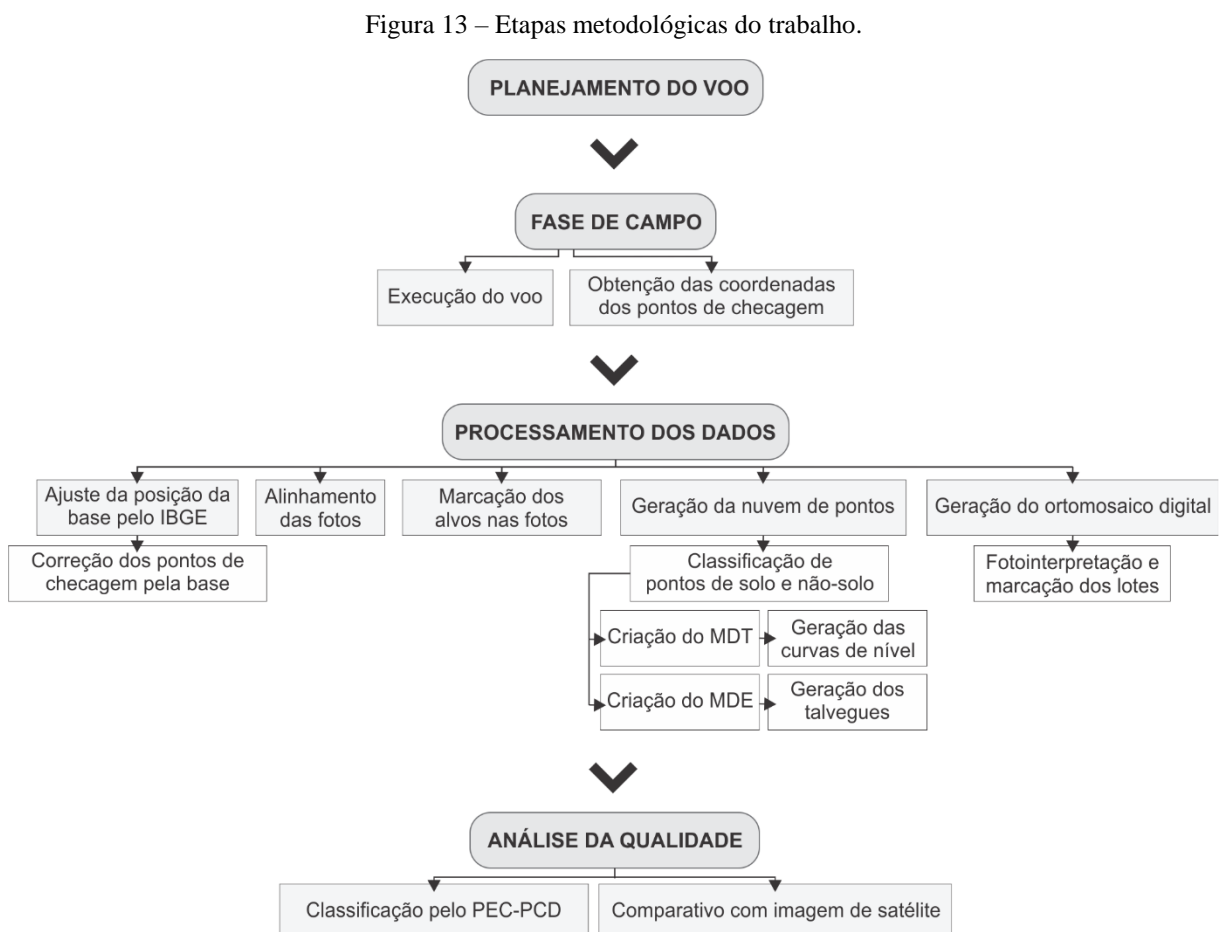 Figura 13 – Etapas metodológicas do trabalho.
PLANEJAMENTO DO VOO
FASE DE CAMPO
Execução do voo
Obtenção das coordenadas
dos pontos de checagem
PROCESSAMENTO DOS DADOS
Ajuste da posição da
base pelo IBGE
Alinhamento
das fotos
Marcação dos
alvos nas fotos
Geração da nuvem de pontos
Geração do ortomosaico digital
Correção dos pontos de
checagem pela base
Classificação de
pontos de solo e não-solo
Fotointerpretação e
marcação dos lotes
Criação do MDT
Geração das
curvas de nível
Criação do MDE
Geração dos
talvegues
ANÁLISE DA QUALIDADE
Classificação pelo PEC-PCD
Comparativo com imagem de satélite